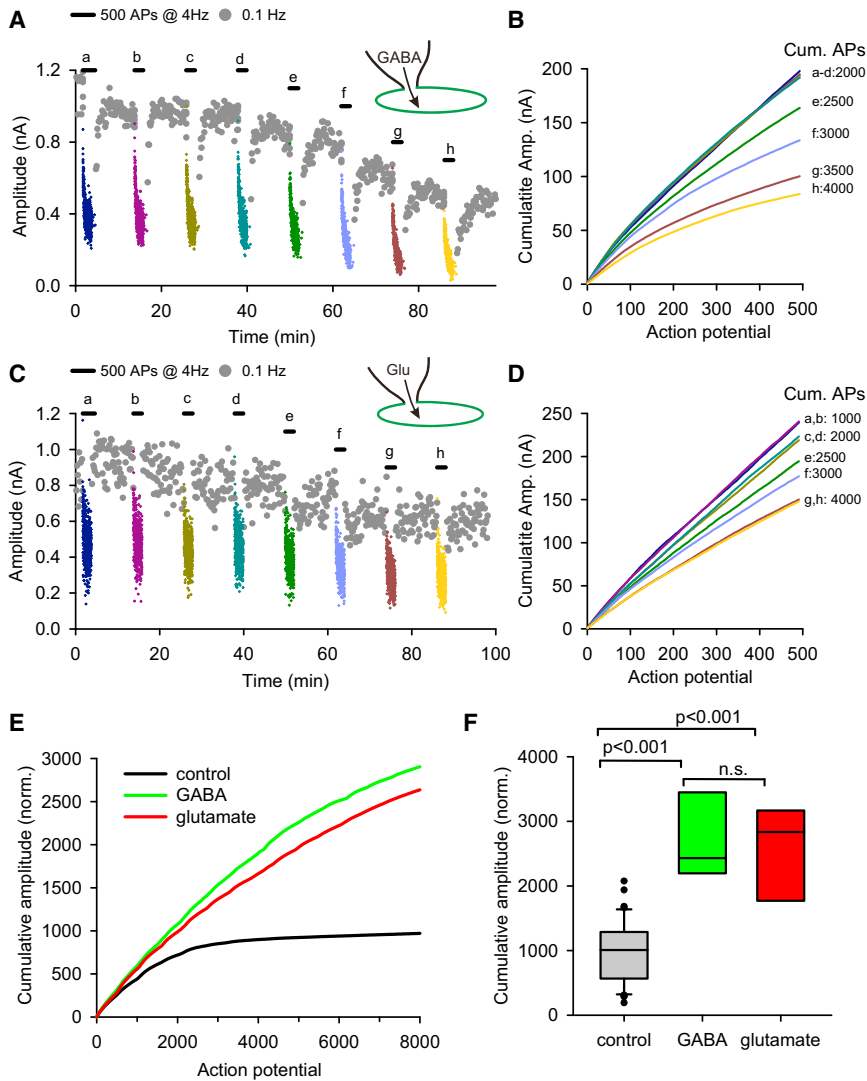 A
500 APs @ 4Hz 0.1 Hz
a b c d e f g h
GABA
1.2
0.8
0.4
0.0
Amplitude (nA)
0 20 40 60 80
Time (min)
B
Cum. APs
a-d:2000
e:2500
f:3000
g:3500
h:4000
200
150
100
50
0
Cumulatite Amp. (nA)
0 100 200 300 400 500
Action potential
C
500 APs @ 4Hz 0.1 Hz
a b c d e f g h
Glu
1.2
1.0
0.8
0.6
0.4
0.2
0.0
Amplitude (nA)
0 20 40 60 80 100
Time (min)
D
Cum. APs
a,b: 1000
c,d: 2000
e:2500
f:3000
g,h: 4000
250
200
150
100
50
0
Cumulatite Amp. (nA)
0 100 200 300 400 500
Action potential
E
control
GABA
glutamate
3000
2500
2000
1500
1000
500
0
Cumulative amplitude (norm.)
0 2000 4000 6000 8000
Action potential
F
p<0.001
p<0.001
n.s.
4000
3000
2000
1000
0
Cumulative amplitude (norm.)
control GABA glutamate